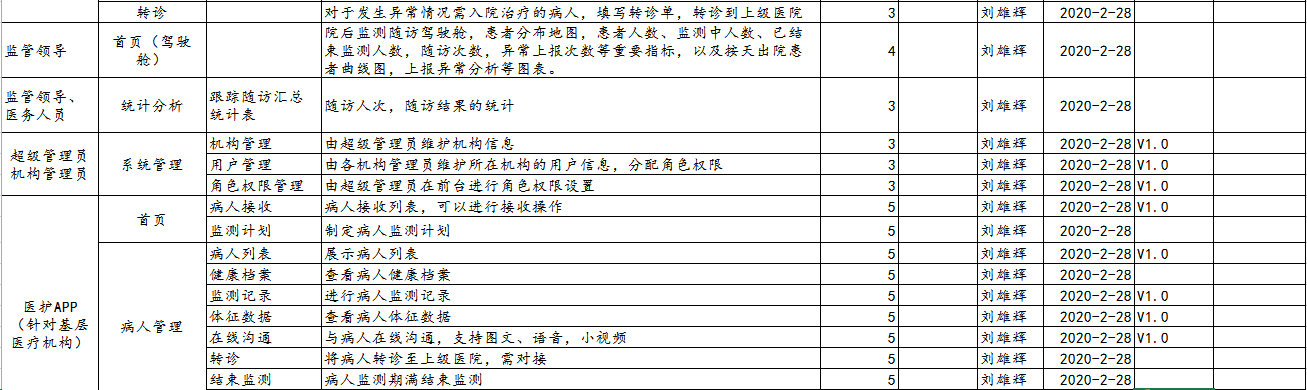 转诊 对于发生异常情况需入院治疗的病人，填写转诊单，转诊到上级医院 3 刘雄辉 2020-2-28
监管领导 首页（驾驶舱） 院后监测随访驾驶舱，患者分布地图，患者人数、监测中人数、已结束监测人数，随访次数，异常上报次数等重要指标，以及按天出院患者曲线图，上报异常分析等图表。 4 刘雄辉 2020-2-28
监管领导、医务人员 统计分析 跟踪随访汇总统计表 随访人次，随访结果的统计 3 刘雄辉 2020-2-28
超级管理员 机构管理员 系统管理 机构管理 由超级管理员维护机构信息 3 刘雄辉 2020-2-28 V1.0
用户管理 由各机构管理员维护所在机构的用户信息，分配角色权限 3 刘雄辉 2020-2-28 V1.0
角色权限管理 由超级管理员在前台进行角色权限设置 3 刘雄辉 2020-2-28 V1.0
医护APP（针对基层医疗机构） 首页 病人接收 病人接收列表，可以进行接收操作 5 刘雄辉 2020-2-28 V1.0
监测计划 制定病人监测计划 5 刘雄辉 2020-2-28
病人管理 病人列表 展示病人列表 5 刘雄辉 2020-2-28 V1.0
健康档案 查看病人健康档案 5 刘雄辉 2020-2-28
监测记录 进行病人监测记录 5 刘雄辉 2020-2-28 V1.0
体征数据 查看病人体征数据 5 刘雄辉 2020-2-28 V1.0
在线沟通 与病人在线沟通，支持图文、语音，小视频 5 刘雄辉 2020-2-28 V1.0
转诊 将病人转诊至上级医院，需对接 5 刘雄辉 2020-2-28
结束监测 病人监测期满结束监测 5 刘雄辉 2020-2-28